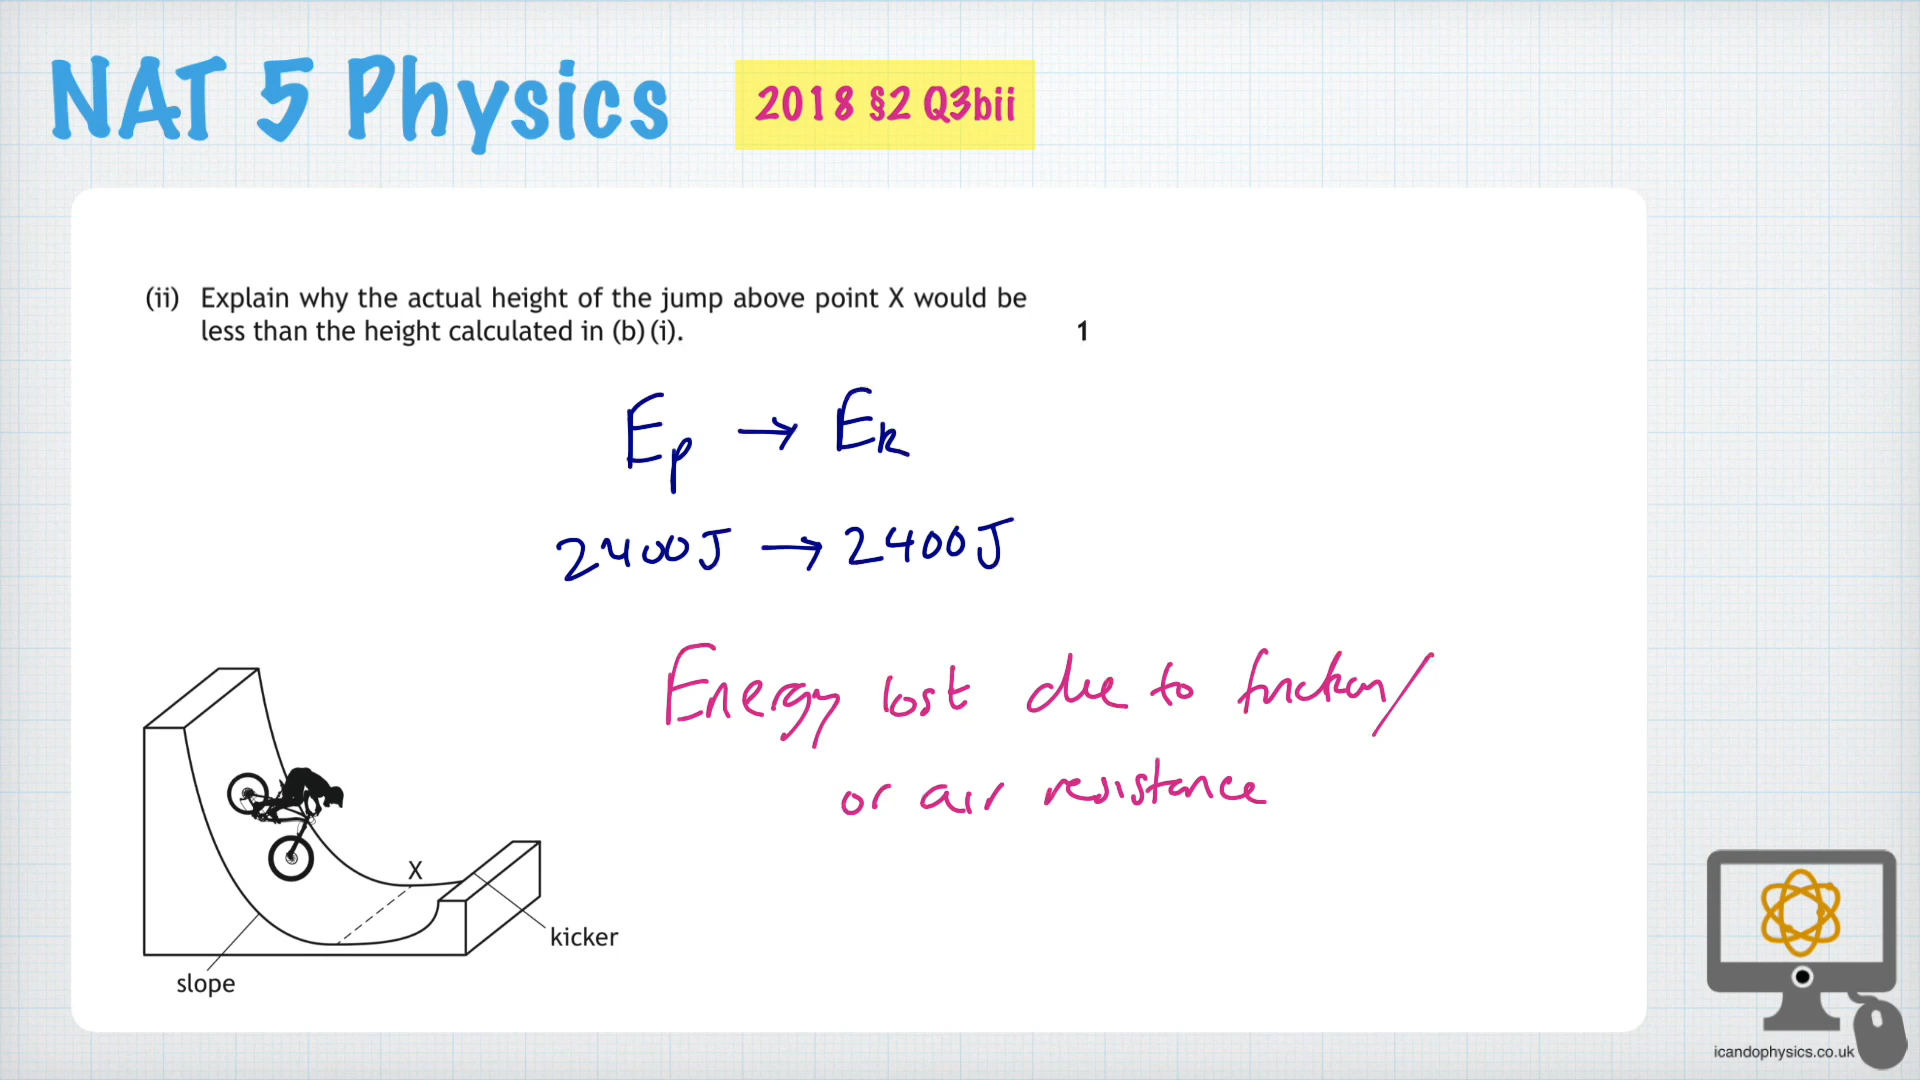 NAT 5 Physics
2018 §2 Q3bii
(ii) Explain why the actual height of the jump above point X would be
less than the height calculated in (b)(i). 1
Ep → Ek
2400J → 2400J
Energy lost due to friction/
or air resistance
X
kicker
slope
icandophysics.co.uk